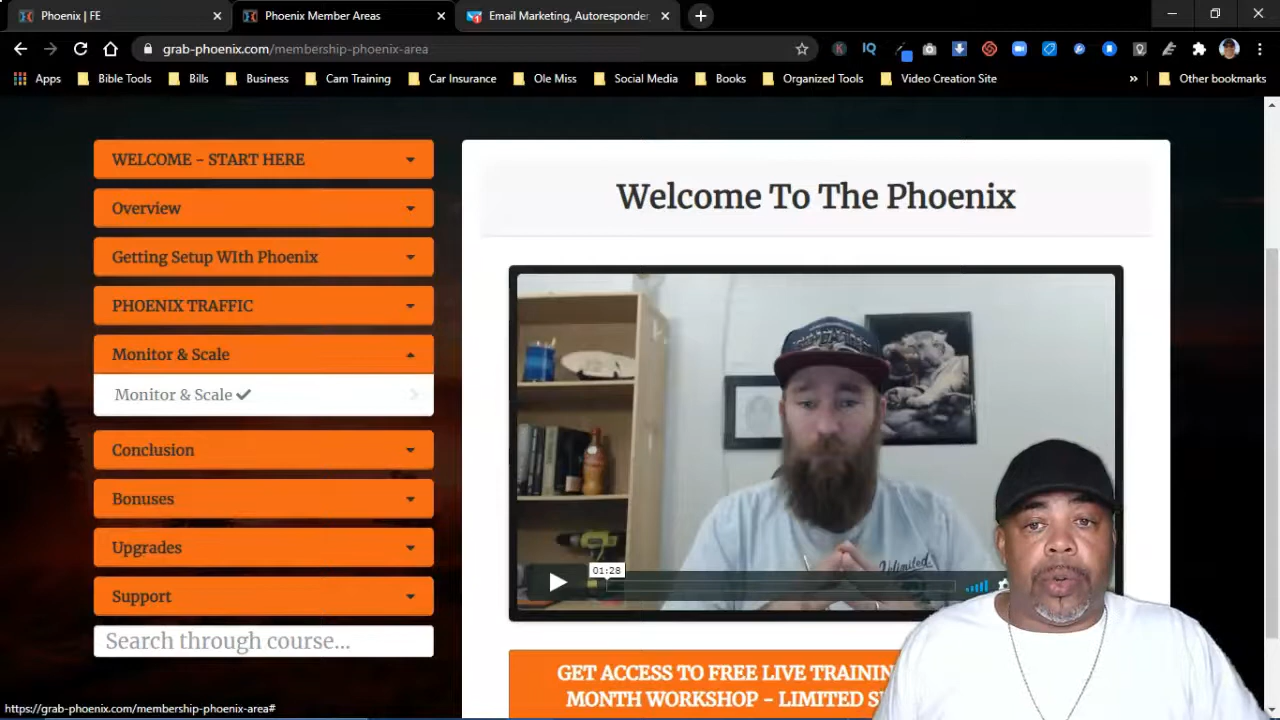 Phoenix | FE
Phoenix Member Areas
Email Marketing, Autoresponder
grab-phoenix.com/membership-phoenix-area
Apps
Bible Tools
Bills
Business
Cam Training
Car Insurance
Ole Miss
Social Media
Books
Organized Tools
Video Creation Site
»
Other bookmarks
WELCOME - START HERE
Overview
Getting Setup WIth Phoenix
PHOENIX TRAFFIC
Monitor & Scale
Monitor & Scale
Conclusion
Bonuses
Upgrades
Support
Search through course...
Welcome To The Phoenix
Unlimited
01:28
GET ACCESS TO FREE LIVE TRAININ
MONTH WORKSHOP - LIMITED S
https://grab-phoenix.com/membership-phoenix-area#